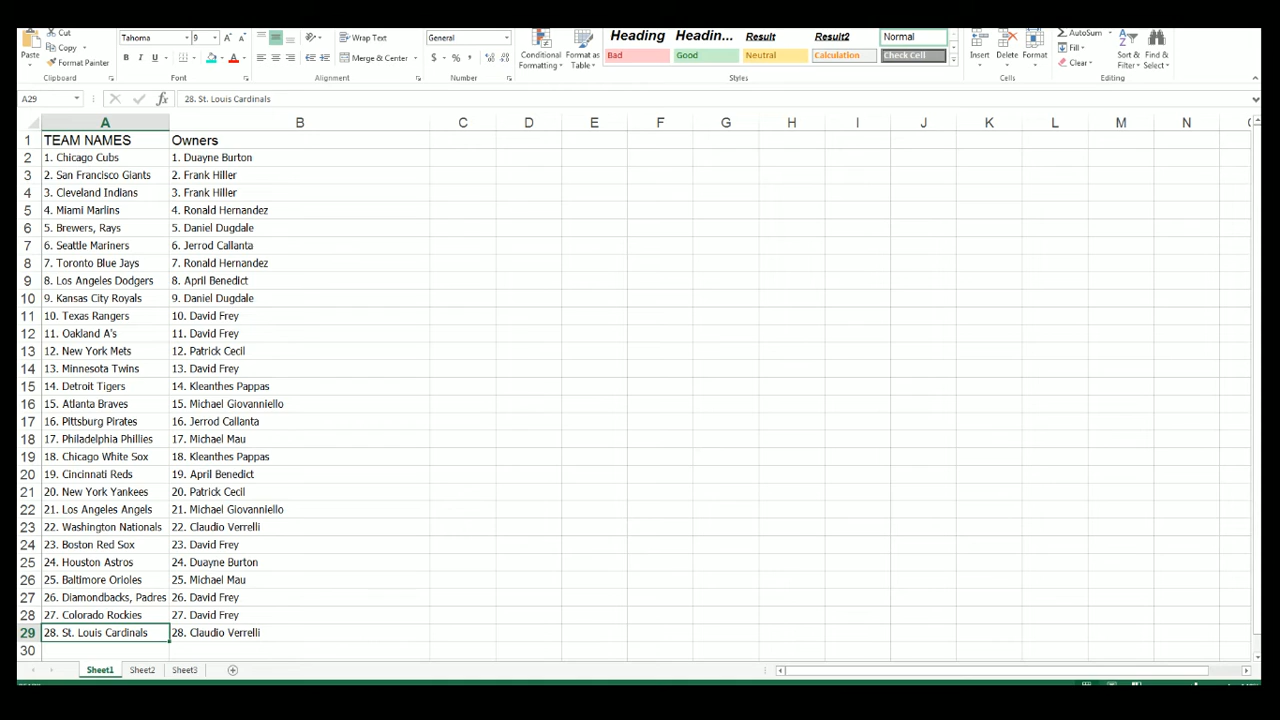 Cut
Paste
Copy
Format Painter
Clipboard
Tahoma 9 A A
B I U A
Font
Wrap Text
Merge & Center
Alignment
General
$ % ,
Number
Conditional Formatting
Format as Table
Heading Headin... Result Result2 Normal
Bad Good Neutral Calculation Check Cell
Styles
Insert Delete Format
Cells
AutoSum
Fill
Clear
Sort & Filter
Find & Select
Editing
A29 fx 28. St. Louis Cardinals
A B C D E F G H I J K L M N
1 TEAM NAMES Owners
2 1. Chicago Cubs 1. Duayne Burton
3 2. San Francisco Giants 2. Frank Hiller
4 3. Cleveland Indians 3. Frank Hiller
5 4. Miami Marlins 4. Ronald Hernandez
6 5. Brewers, Rays 5. Daniel Dugdale
7 6. Seattle Mariners 6. Jerrod Callanta
8 7. Toronto Blue Jays 7. Ronald Hernandez
9 8. Los Angeles Dodgers 8. April Benedict
10 9. Kansas City Royals 9. Daniel Dugdale
11 10. Texas Rangers 10. David Frey
12 11. Oakland A's 11. David Frey
13 12. New York Mets 12. Patrick Cecil
14 13. Minnesota Twins 13. David Frey
15 14. Detroit Tigers 14. Kleanthes Pappas
16 15. Atlanta Braves 15. Michael Giovanniello
17 16. Pittsburg Pirates 16. Jerrod Callanta
18 17. Philadelphia Phillies 17. Michael Mau
19 18. Chicago White Sox 18. Kleanthes Pappas
20 19. Cincinnati Reds 19. April Benedict
21 20. New York Yankees 20. Patrick Cecil
22 21. Los Angeles Angels 21. Michael Giovanniello
23 22. Washington Nationals 22. Claudio Verrelli
24 23. Boston Red Sox 23. David Frey
25 24. Houston Astros 24. Duayne Burton
26 25. Baltimore Orioles 25. Michael Mau
27 26. Diamondbacks, Padres 26. David Frey
28 27. Colorado Rockies 27. David Frey
29 28. St. Louis Cardinals 28. Claudio Verrelli
30
Sheet1 Sheet2 Sheet3